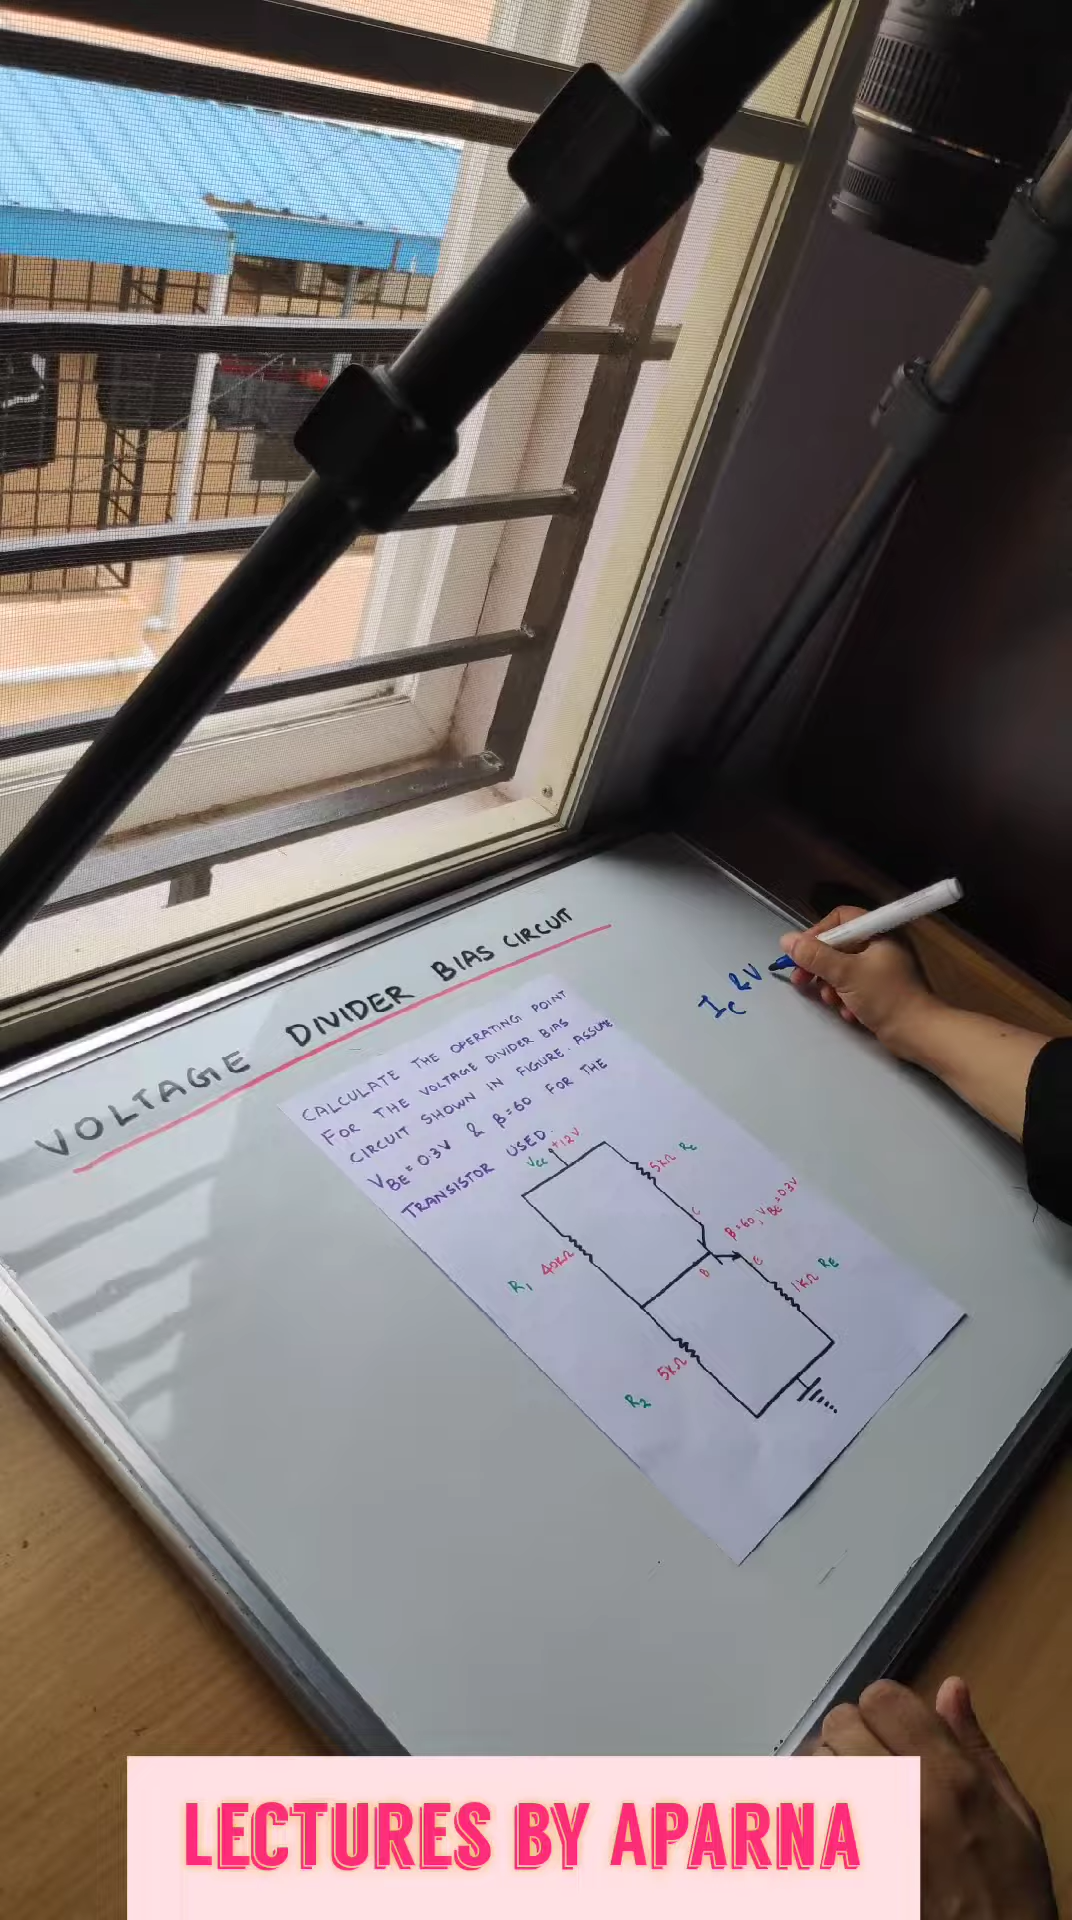 VOLTAGE DIVIDER BIAS CIRCUIT
CALCULATE THE OPERATING POINT
FOR THE VOLTAGE DIVIDER BIAS
CIRCUIT SHOWN IN FIGURE. ASSUME
VBE = 0.3V & β=60 FOR THE
TRANSISTOR USED.
IC & V
VCC +12V
5KΩ RC
C
β=60, VBE=0.3V
B
E
R1 40KΩ
1KΩ RE
5KΩ
R2
LECTURES BY APARNA